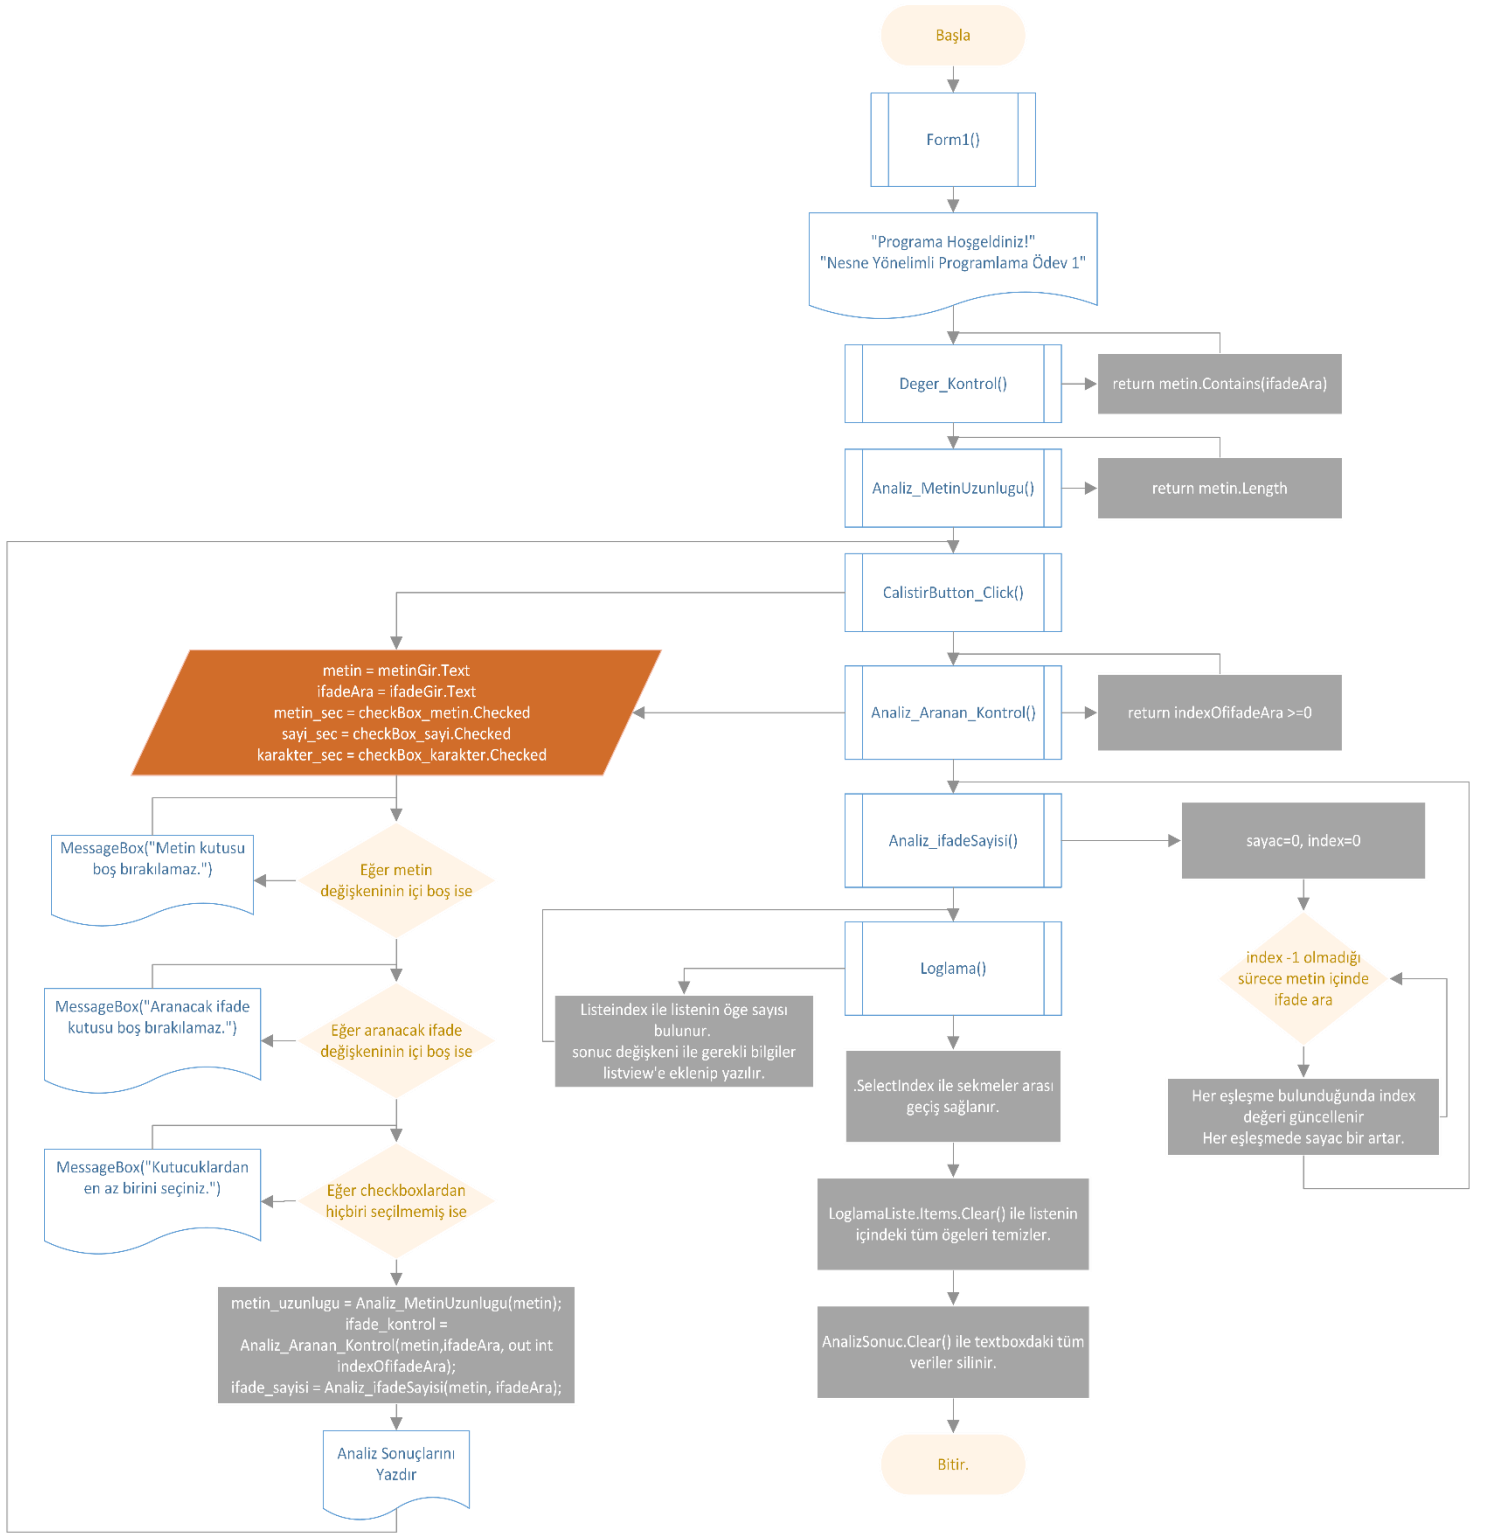 Başla
Form1()
"Programa Hoşgeldiniz!"
"Nesne Yönelimli Programlama Ödev 1"
Deger_Kontrol()
return metin.Contains(ifadeAra)
Analiz_MetinUzunlugu()
return metin.Length
CalistirButton_Click()
metin = metinGir.Text
ifadeAra = ifadeGir.Text
metin_sec = checkBox_metin.Checked
sayi_sec = checkBox_sayi.Checked
karakter_sec = checkBox_karakter.Checked
Analiz_Aranan_Kontrol()
return indexOfifadeAra >=0
MessageBox("Metin kutusu
boş bırakılamaz.")
Eğer metin
değişkeninin içi boş ise
Analiz_ifadeSayisi()
sayac=0, index=0
index -1 olmadığı
sürece metin içinde
ifade ara
Her eşleşme bulunduğunda index
değeri güncellenir
Her eşleşmede sayac bir artar.
MessageBox("Aranacak ifade
kutusu boş bırakılamaz.")
Eğer aranacak ifade
değişkeninin içi boş ise
Loglama()
Listeindex ile listenin öge sayısı
bulunur.
sonuc değişkeni ile gerekli bilgiler
listview'e eklenip yazılır.
.SelectIndex ile sekmeler arası
geçiş sağlanır.
MessageBox("Kutucuklardan
en az birini seçiniz.")
Eğer checkboxlardan
hiçbiri seçilmemiş ise
LoglamaListe.Items.Clear() ile listenin
içindeki tüm ögeleri temizler.
metin_uzunlugu = Analiz_MetinUzunlugu(metin);
ifade_kontrol =
Analiz_Aranan_Kontrol(metin,ifadeAra, out int
indexOfifadeAra);
ifade_sayisi = Analiz_ifadeSayisi(metin, ifadeAra);
AnalizSonuc.Clear() ile textboxdaki tüm
veriler silinir.
Analiz Sonuçlarını
Yazdır
Bitir.